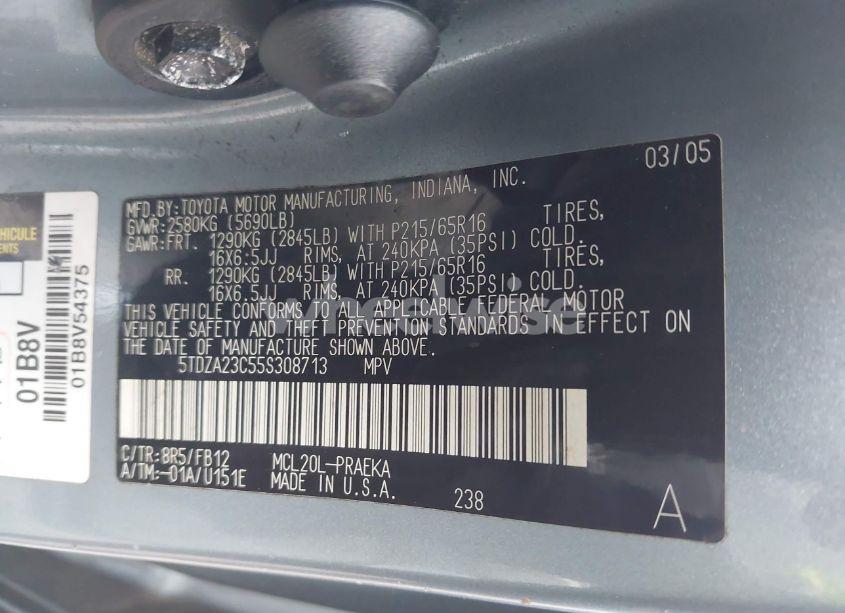 03/05
MFD.BY:TOYOTA MOTOR MANUFACTURING, INDIANA, INC.
GVWR:2580KG (5690LB)
GAWR:FRT. 1290KG (2845LB) WITH P215/65R16 TIRES,
16X6.5JJ RIMS, AT 240KPA (35PSI) COLD.
RR. 1290KG (2845LB) WITH P215/65R16 TIRES,
16X6.5JJ RIMS, AT 240KPA (35PSI) COLD.
THIS VEHICLE CONFORMS TO ALL APPLICABLE FEDERAL MOTOR
VEHICLE SAFETY AND THEFT PREVENTION STANDARDS IN EFFECT ON
THE DATE OF MANUFACTURE SHOWN ABOVE.
5TDZA23C55S308713 MPV
C/TR:8R5/FB12 MCL20L-PRAEKA
A/TM:-01A/U151E MADE IN U.S.A.
238
A
01B8V
01B8V54375
wheelwise